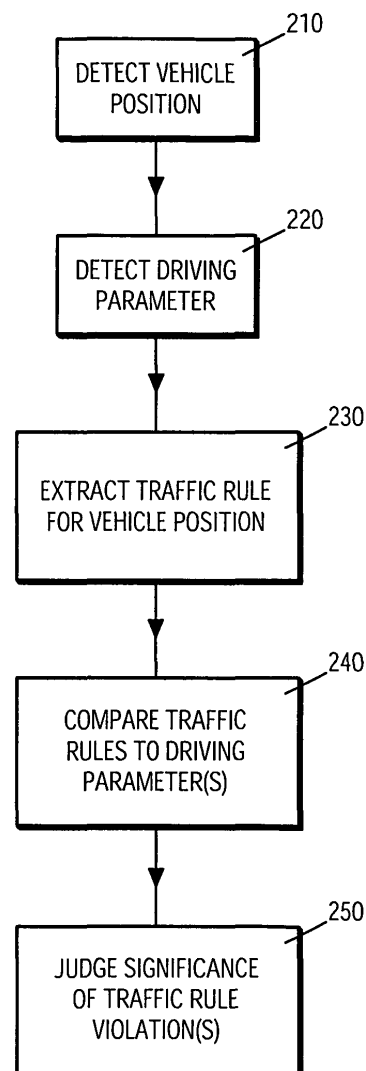 210
DETECT VEHICLE
POSITION
220
DETECT DRIVING
PARAMETER
230
EXTRACT TRAFFIC RULE
FOR VEHICLE POSITION
240
COMPARE TRAFFIC
RULES TO DRIVING
PARAMETER(S)
250
JUDGE SIGNIFICANCE
OF TRAFFIC RULE
VIOLATION(S)